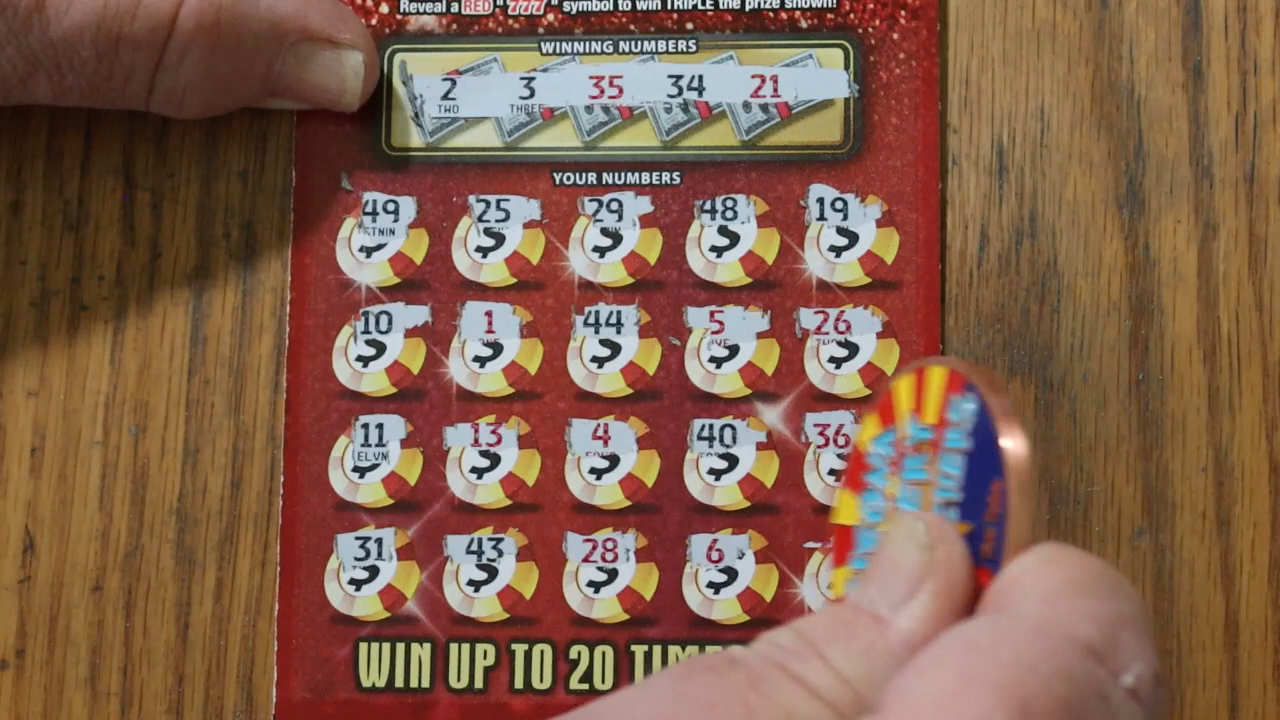 Reveal a RED "777" symbol to win TRIPLE the prize shown!
WINNING NUMBERS
2 3 35 34 21
TWO THREE
YOUR NUMBERS
49 25 29 48 19
$ $ $ $ $
10 1 44 5 26
$ $ $ $ $
11 13 4 40 36
ELVN
$ $ $ $ $
31 43 28 6
$ $ $ $
WIN UP TO 20